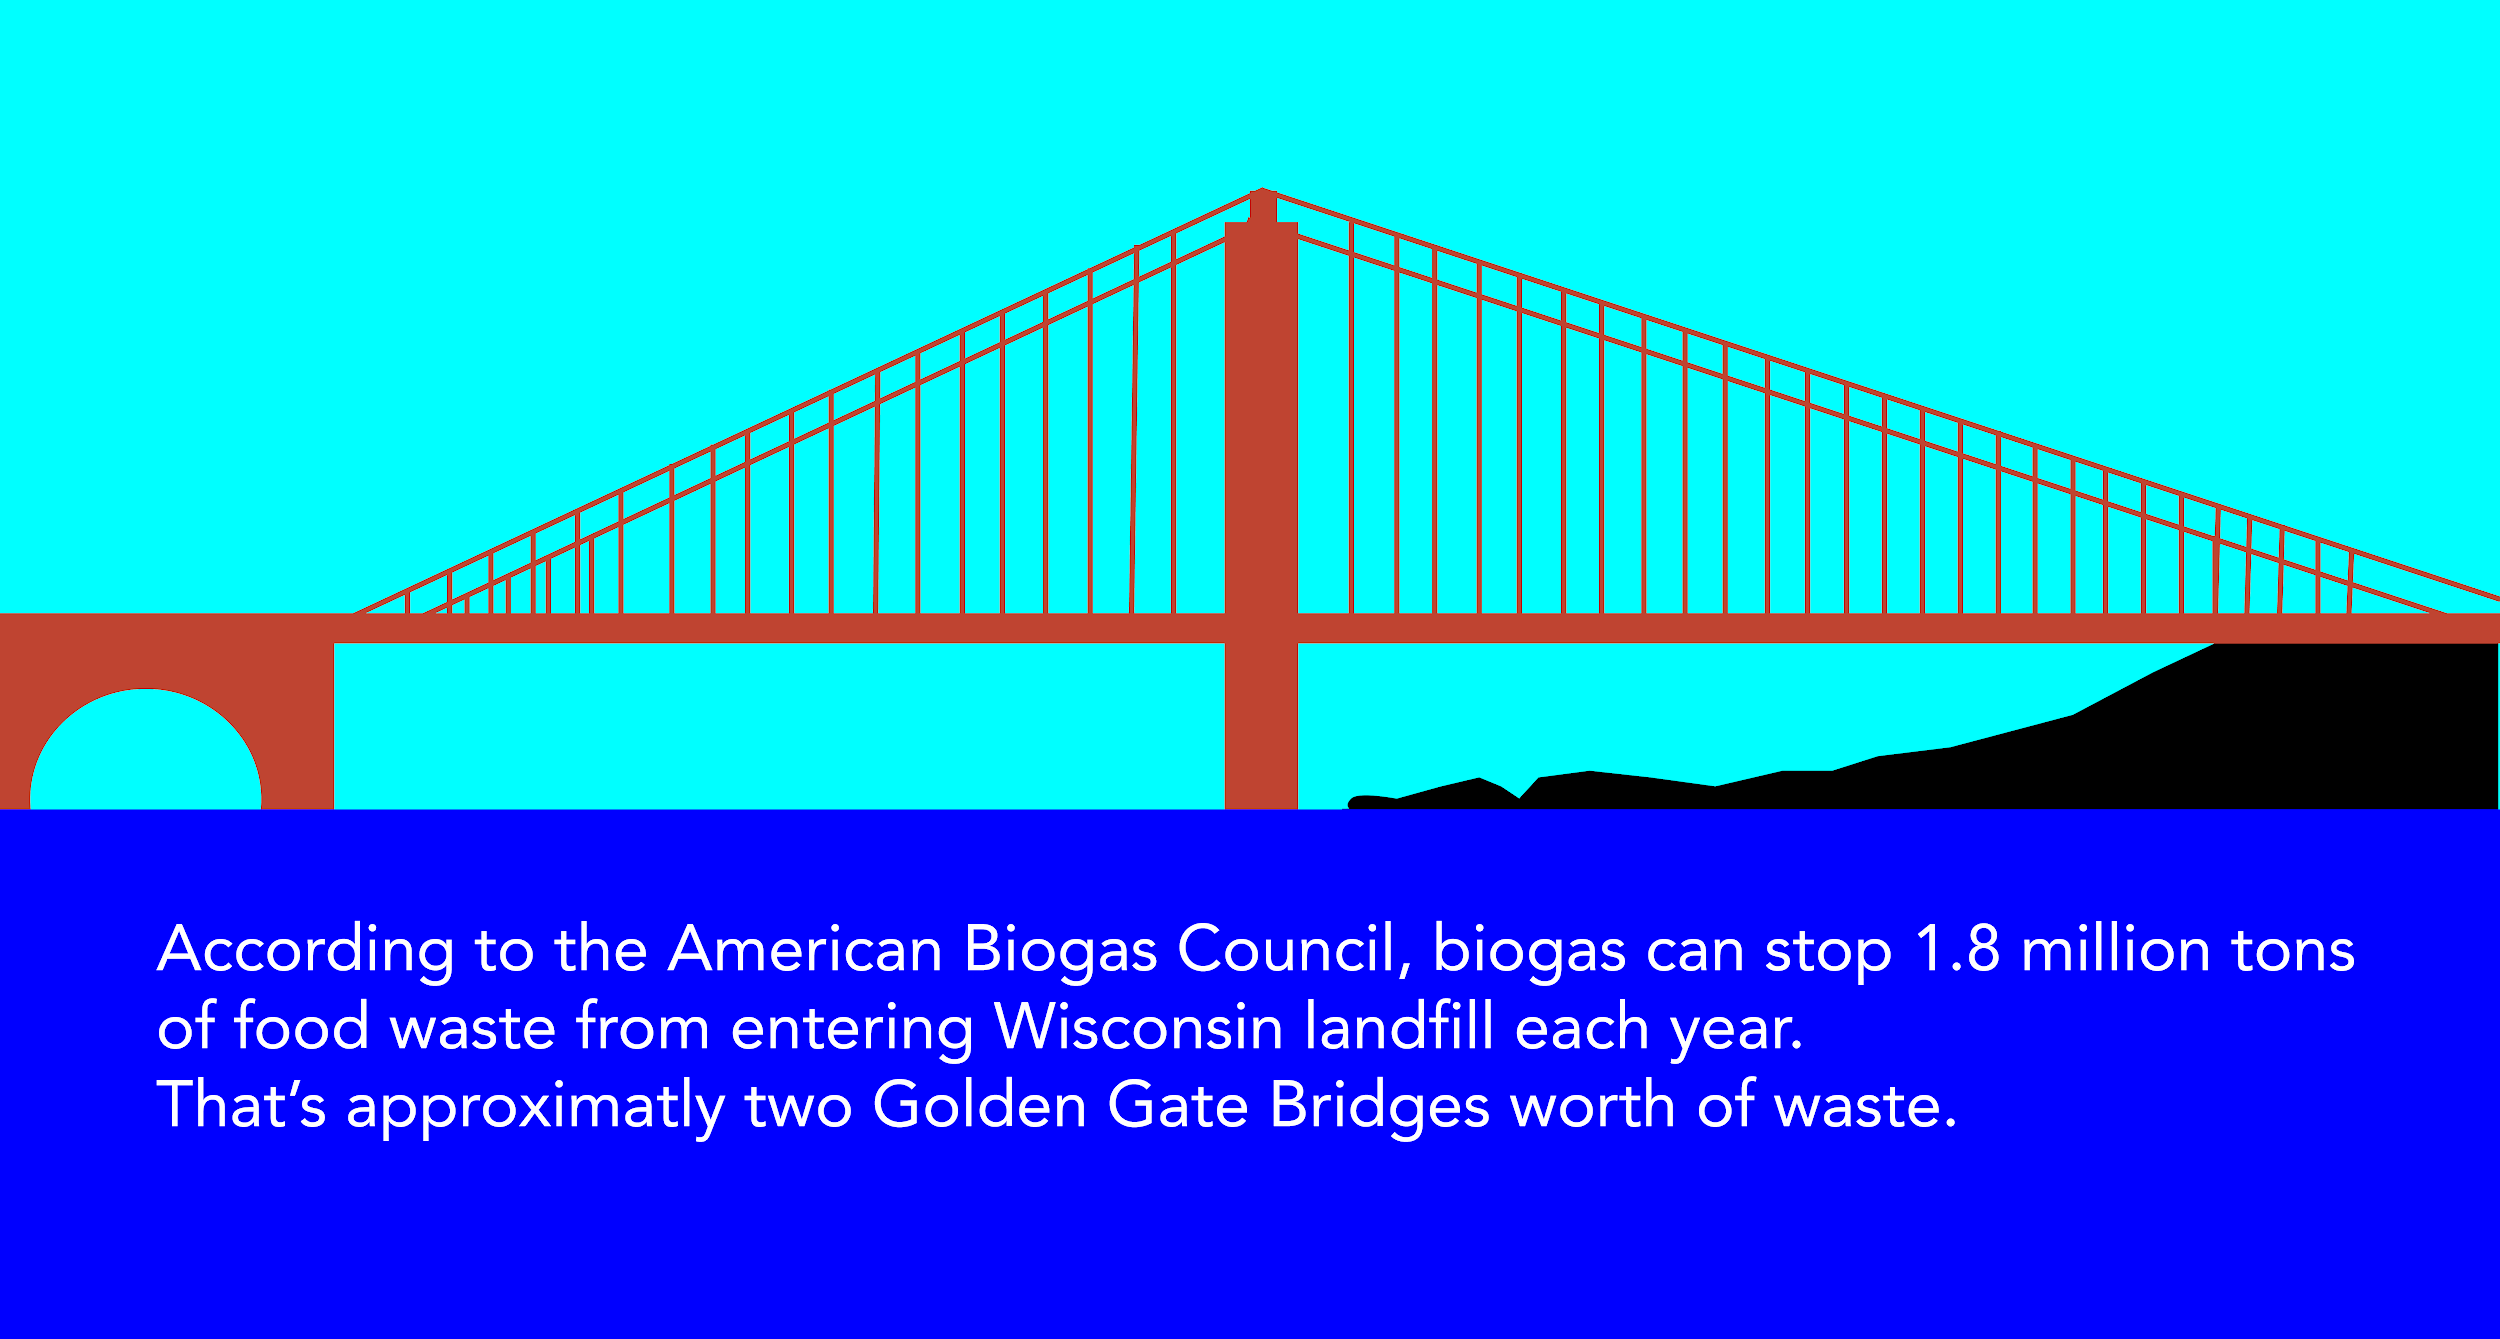 According to the American Biogas Council, biogas can stop 1.8 million tons
of food waste from entering Wisconsin landfill each year.
That's approximatly two Golden Gate Bridges worth of waste.